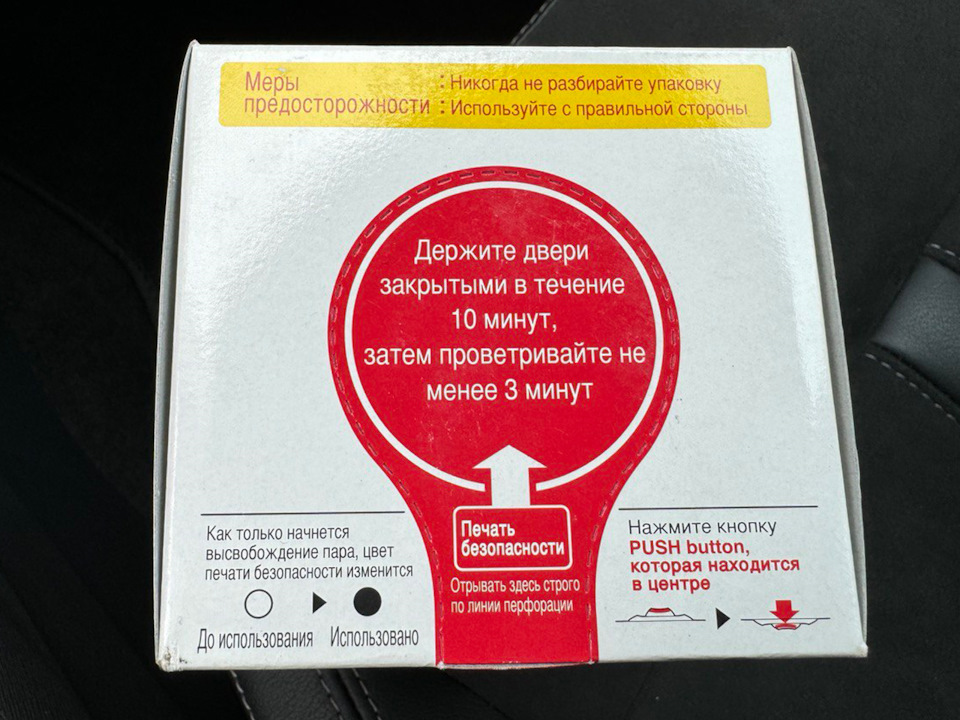 Меры : Никогда не разбирайте упаковку
предосторожности : Используйте с правильной стороны
Держите двери
закрытыми в течение
10 минут,
затем проветривайте не
менее 3 минут
Печать
безопасности
Отрывать здесь строго
по линии перфорации
Как только начнется
высвобождение пара, цвет
печати безопасности изменится
До использования Использовано
Нажмите кнопку
PUSH button,
которая находится
в центре